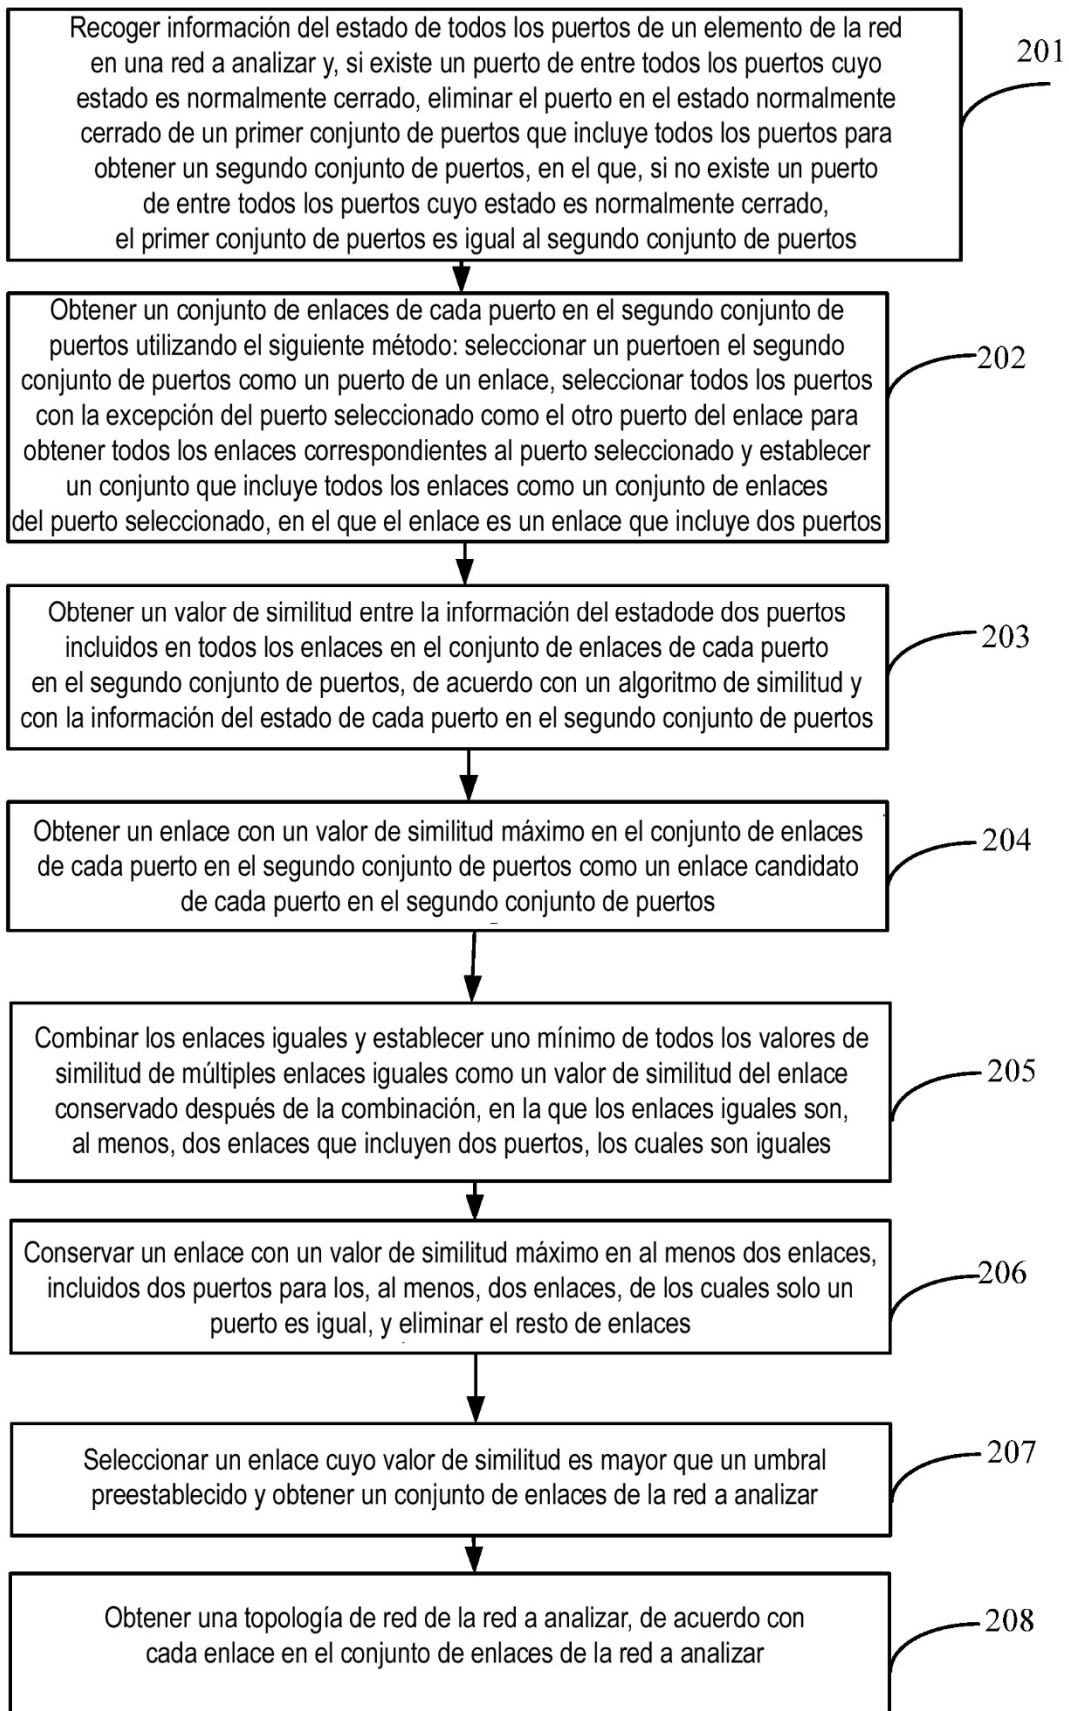 Recoger información del estado de todos los puertos de un elemento de la red
en una red a analizar y, si existe un puerto de entre todos los puertos cuyo
estado es normalmente cerrado, eliminar el puerto en el estado normalmente
cerrado de un primer conjunto de puertos que incluye todos los puertos para
obtener un segundo conjunto de puertos, en el que, si no existe un puerto
de entre todos los puertos cuyo estado es normalmente cerrado,
el primer conjunto de puertos es igual al segundo conjunto de puertos
201
Obtener un conjunto de enlaces de cada puerto en el segundo conjunto de
puertos utilizando el siguiente método: seleccionar un puertoen el segundo
conjunto de puertos como un puerto de un enlace, seleccionar todos los puertos
con la excepción del puerto seleccionado como el otro puerto del enlace para
obtener todos los enlaces correspondientes al puerto seleccionado y establecer
un conjunto que incluye todos los enlaces como un conjunto de enlaces
del puerto seleccionado, en el que el enlace es un enlace que incluye dos puertos
202
Obtener un valor de similitud entre la información del estadode dos puertos
incluidos en todos los enlaces en el conjunto de enlaces de cada puerto
en el segundo conjunto de puertos, de acuerdo con un algoritmo de similitud y
con la información del estado de cada puerto en el segundo conjunto de puertos
203
Obtener un enlace con un valor de similitud máximo en el conjunto de enlaces
de cada puerto en el segundo conjunto de puertos como un enlace candidato
de cada puerto en el segundo conjunto de puertos
204
Combinar los enlaces iguales y establecer uno mínimo de todos los valores de
similitud de múltiples enlaces iguales como un valor de similitud del enlace
conservado después de la combinación, en la que los enlaces iguales son,
al menos, dos enlaces que incluyen dos puertos, los cuales son iguales
205
Conservar un enlace con un valor de similitud máximo en al menos dos enlaces,
incluidos dos puertos para los, al menos, dos enlaces, de los cuales solo un
puerto es igual, y eliminar el resto de enlaces
206
Seleccionar un enlace cuyo valor de similitud es mayor que un umbral
preestablecido y obtener un conjunto de enlaces de la red a analizar
207
Obtener una topología de red de la red a analizar, de acuerdo con
cada enlace en el conjunto de enlaces de la red a analizar
208